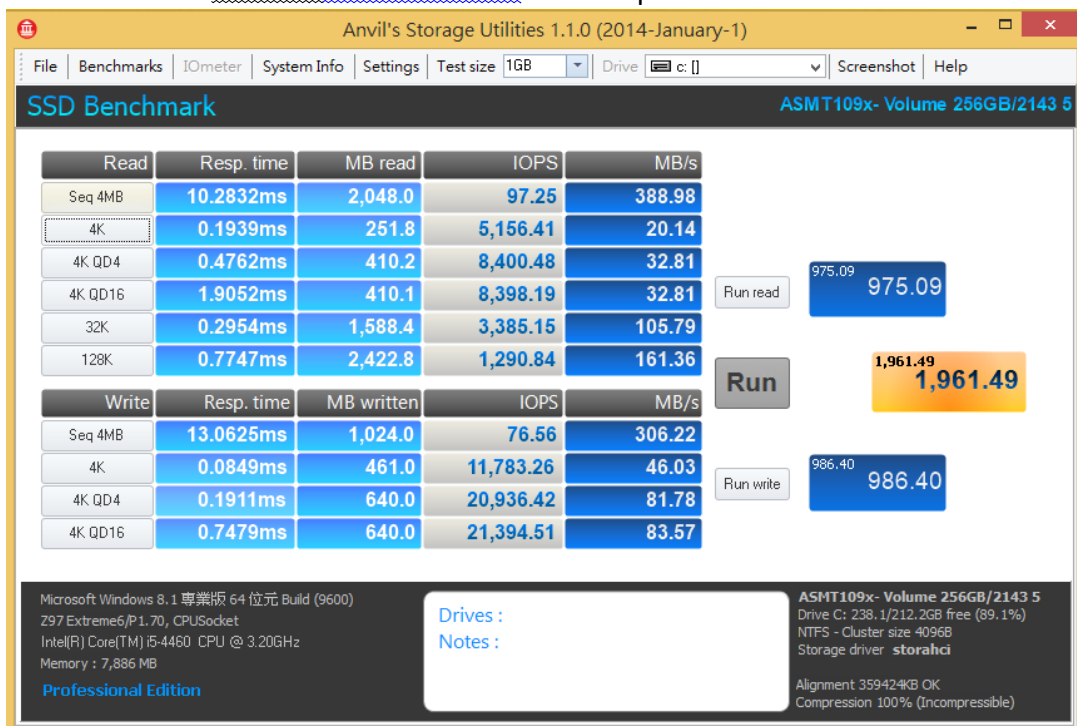 Anvil's Storage Utilities 1.1.0 (2014-January-1)
File Benchmarks IOmeter System Info Settings Test size 1GB Drive c: [] Screenshot Help
SSD Benchmark ASMT109x- Volume 256GB/2143 5
Read Resp. time MB read IOPS MB/s
Seq 4MB 10.2832ms 2,048.0 97.25 388.98
4K 0.1939ms 251.8 5,156.41 20.14
4K QD4 0.4762ms 410.2 8,400.48 32.81
4K QD16 1.9052ms 410.1 8,398.19 32.81
32K 0.2954ms 1,588.4 3,385.15 105.79
128K 0.7747ms 2,422.8 1,290.84 161.36
Run read 975.09 975.09
Run 1,961.49 1,961.49
Write Resp. time MB written IOPS MB/s
Seq 4MB 13.0625ms 1,024.0 76.56 306.22
4K 0.0849ms 461.0 11,783.26 46.03
4K QD4 0.1911ms 640.0 20,936.42 81.78
4K QD16 0.7479ms 640.0 21,394.51 83.57
Run write 986.40 986.40
Microsoft Windows 8.1 專業版 64 位元 Build (9600)
Z97 Extreme6/P1.70, CPUSocket
Intel(R) Core(TM) i5-4460 CPU @ 3.20GHz
Memory : 7,886 MB
Professional Edition
Drives :
Notes :
ASMT109x- Volume 256GB/2143 5
Drive C: 238.1/212.2GB free (89.1%)
NTFS - Cluster size 4096B
Storage driver storahci
Alignment 359424KB OK
Compression 100% (Incompressible)